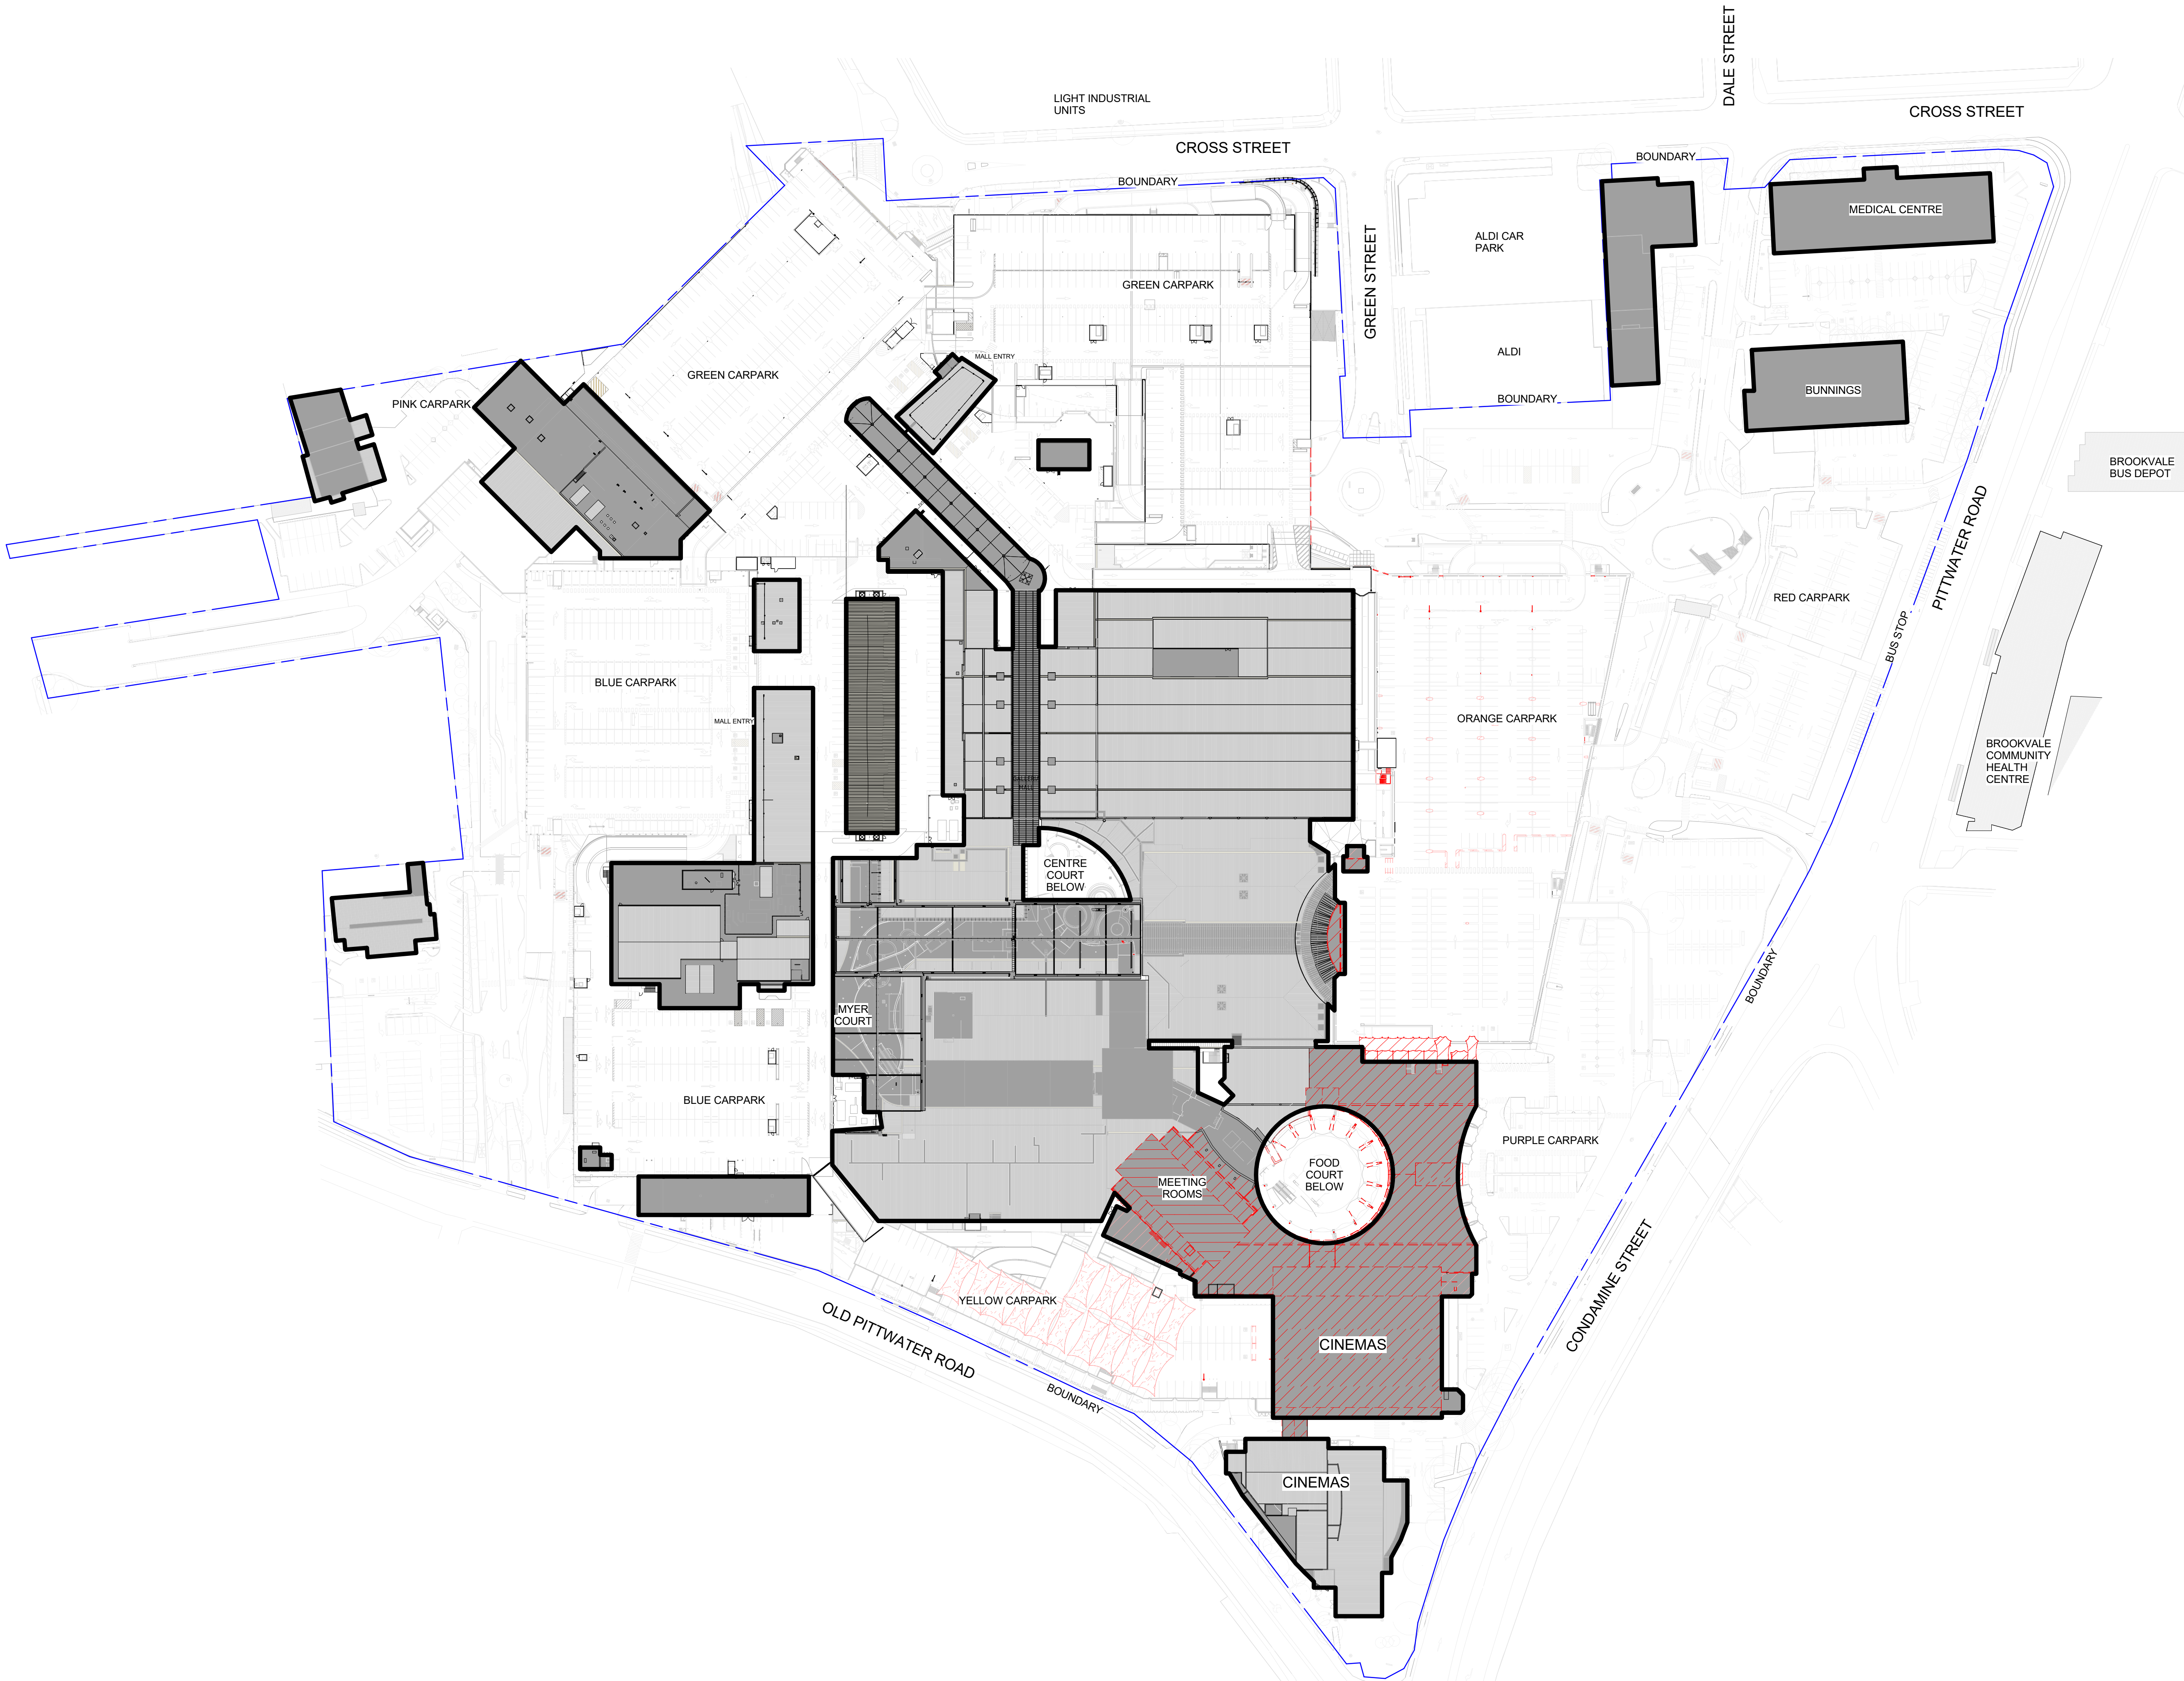 DALE STREET
LIGHT INDUSTRIAL
UNITS
CROSS STREET
CROSS STREET
BOUNDARY
BOUNDARY
MEDICAL CENTRE
ALDI CAR
PARK
GREEN STREET
GREEN CARPARK
MALL ENTRY
ALDI
GREEN CARPARK
BUNNINGS
PINK CARPARK
BOUNDARY
BROOKVALE
BUS DEPOT
PITTWATER ROAD
RED CARPARK
BUS STOP
BLUE CARPARK
MALL ENTRY
ORANGE CARPARK
BROOKVALE
COMMUNITY
HEALTH
CENTRE
GALLERIA
MALL
CENTRE
COURT
BELOW
BOUNDARY
MYER
COURT
BLUE CARPARK
PURPLE CARPARK
FOOD
COURT
BELOW
MEETING
ROOMS
CONDAMINE STREET
YELLOW CARPARK
OLD PITTWATER ROAD
CINEMAS
BOUNDARY
CINEMAS